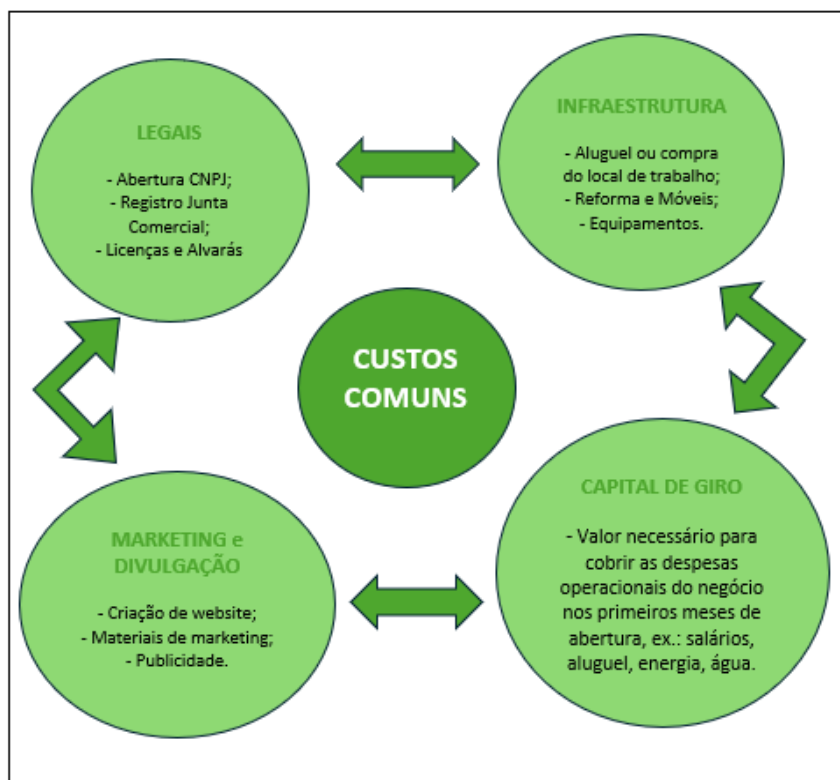 LEGAIS
- Abertura CNPJ;
- Registro Junta
Comercial;
- Licenças e Alvarás
INFRAESTRUTURA
- Aluguel ou compra
do local de trabalho;
- Reforma e Móveis;
- Equipamentos.
CUSTOS
COMUNS
MARKETING e
DIVULGAÇÃO
- Criação de website;
- Materiais de marketing;
- Publicidade.
CAPITAL DE GIRO
- Valor necessário para
cobrir as despesas
operacionais do negócio
nos primeiros meses de
abertura, ex.: salários,
aluguel, energia, água.